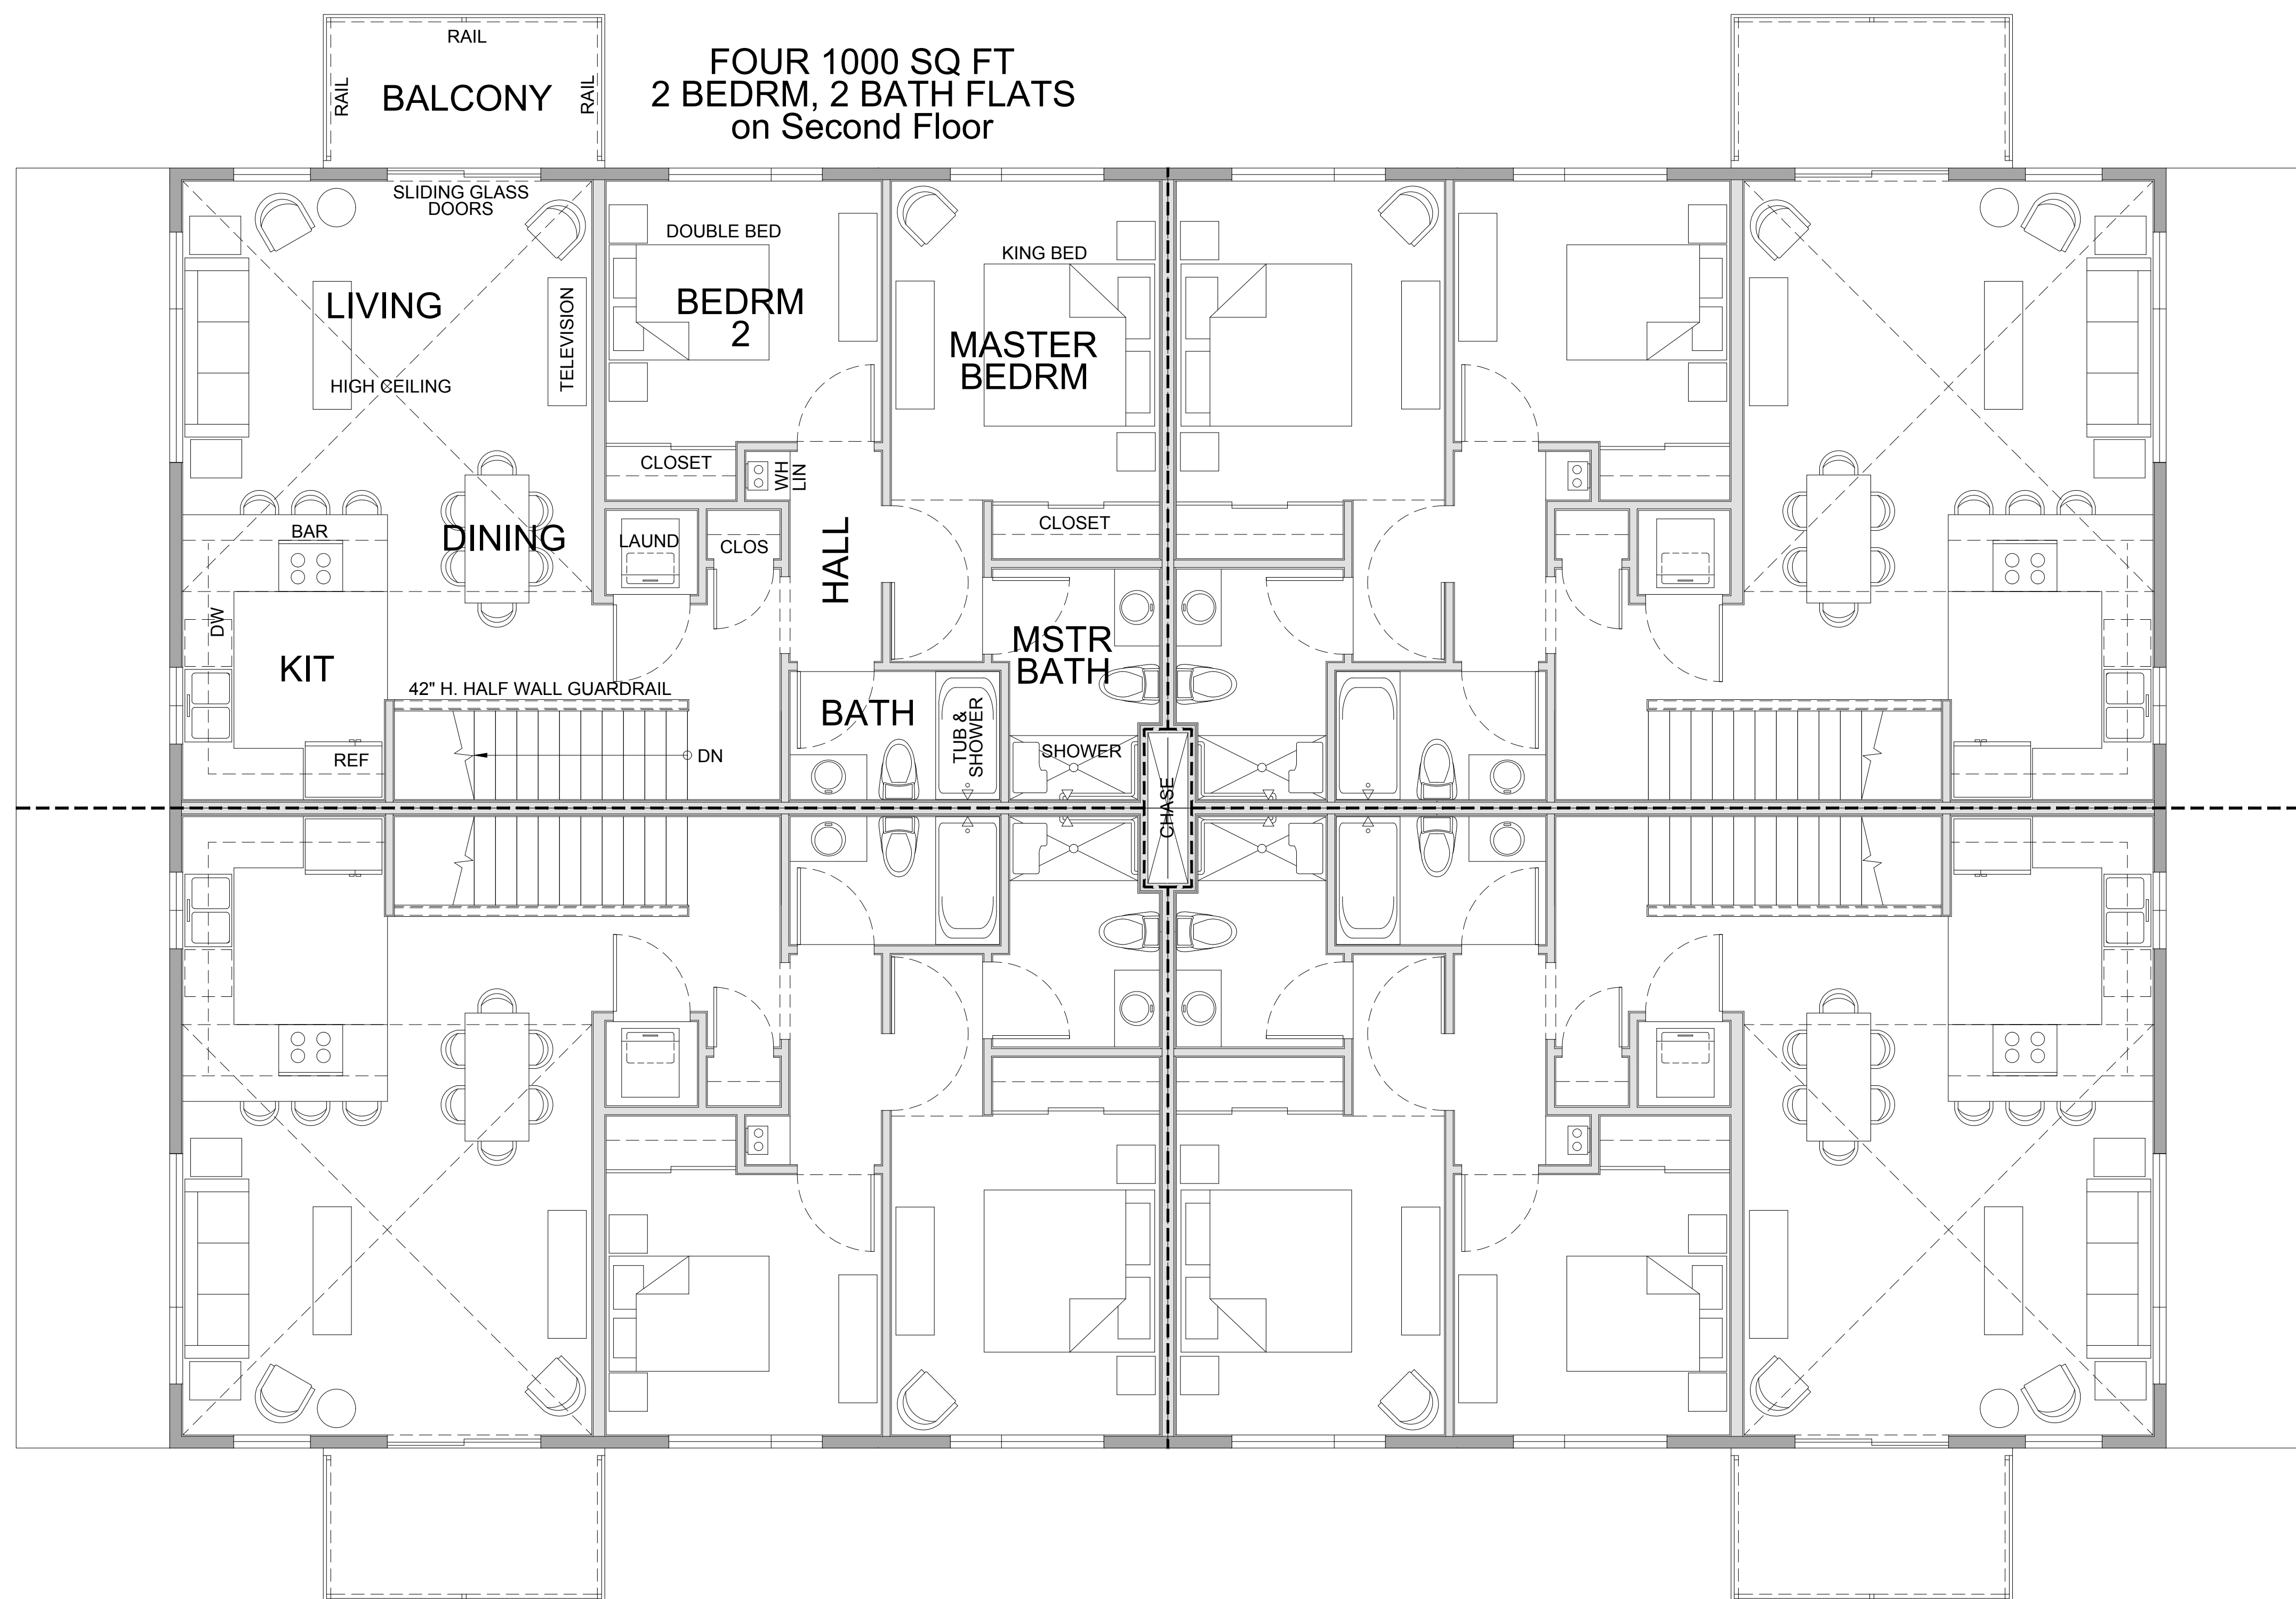 RAIL
RAIL
BALCONY
RAIL
FOUR 1000 SQ FT
2 BEDRM, 2 BATH FLATS
on Second Floor
SLIDING GLASS
DOORS
DOUBLE BED
KING BED
LIVING
TELEVISION
BEDRM
2
MASTER
BEDRM
HIGH CEILING
CLOSET
WH
LIN
CLOSET
BAR
DINING
LAUND
CLOS
HALL
DW
KIT
MSTR
BATH
42" H. HALF WALL GUARDRAIL
BATH
TUB &
SHOWER
SHOWER
REF
DN
CHASE